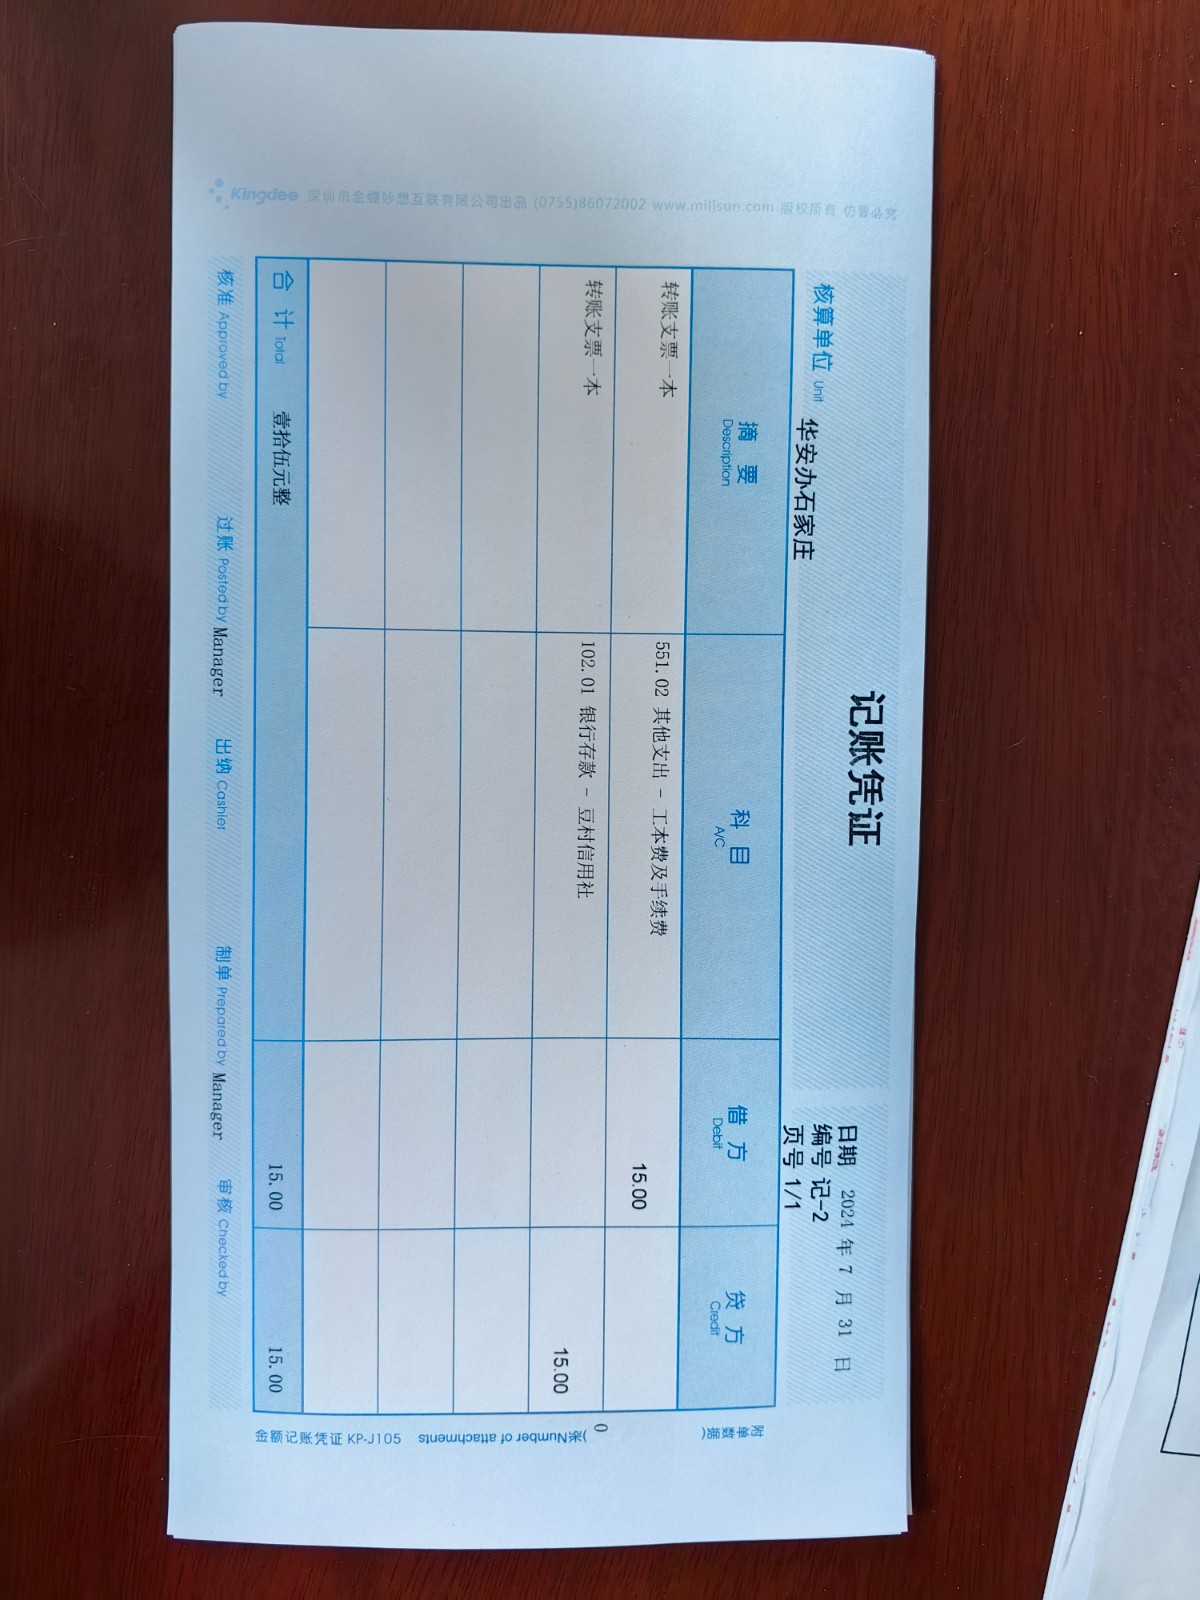 记账凭证
日期 2024 年 7 月 31 日
编号 记-2
页号 1/1
核算单位 Unit 华安办石家庄
摘 要 Description 科 目 A/C 借 方 Debit 贷 方 Credit
转账支票一本 551.02 其他支出 - 工本费及手续费 15.00
转账支票一本 102.01 银行存款 - 豆村信用社 15.00
合 计 Total 壹拾伍元整 15.00 15.00
核准 Approved by 过账 Posted by Manager 出纳 Cashier 制单 Prepared by Manager 审核 Checked by
附单据数( 0 张 Number of attachments)
金额记账凭证 KP-J105
Kingdee 深圳市金蝶妙想互联有限公司出品 (0755)86072002 www.millsun.com 版权所有 仿冒必究